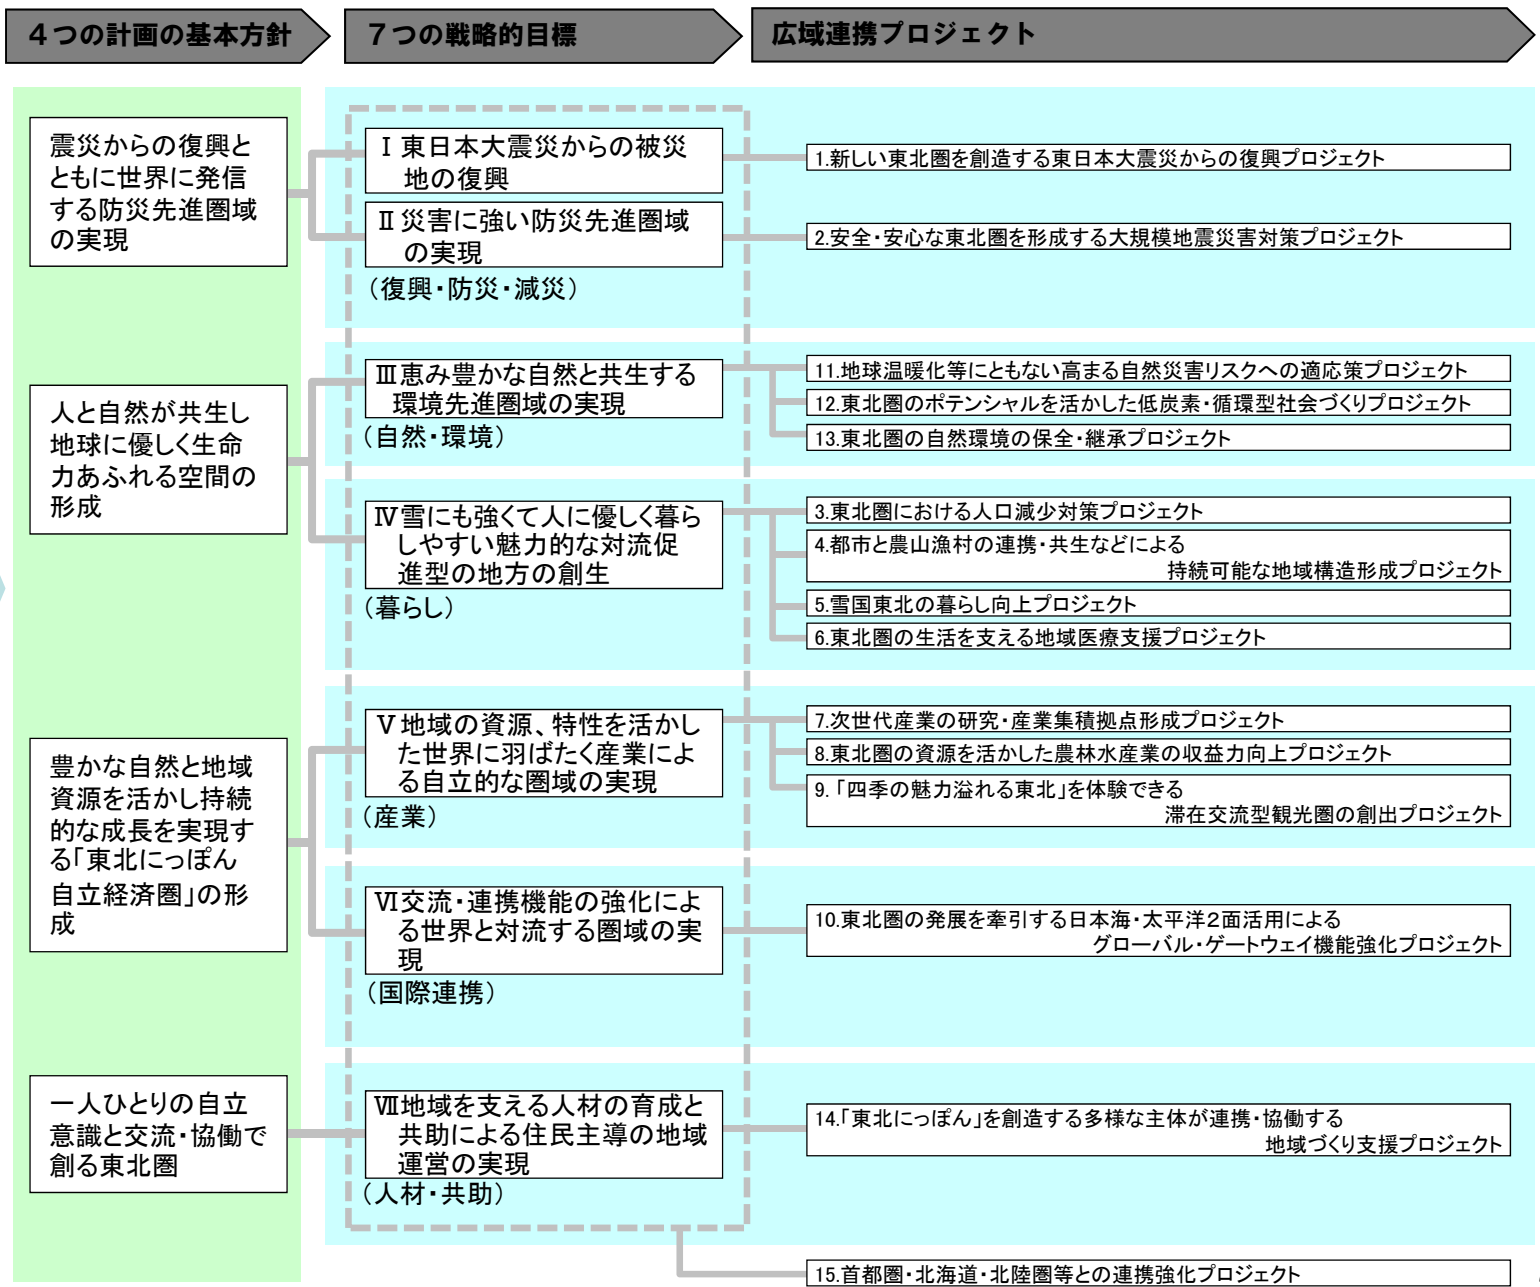 ４つの計画の基本方針
７つの戦略的目標
広域連携プロジェクト
震災からの復興と
ともに世界に発信
する防災先進圏域
の実現
Ⅰ東日本大震災からの被災
地の復興
Ⅱ災害に強い防災先進圏域
の実現
（復興・防災・減災）
1.新しい東北圏を創造する東日本大震災からの復興プロジェクト
2.安全・安心な東北圏を形成する大規模地震災害対策プロジェクト
人と自然が共生し
地球に優しく生命
力あふれる空間の
形成
Ⅲ恵み豊かな自然と共生する
環境先進圏域の実現
（自然・環境）
11.地球温暖化等にともない高まる自然災害リスクへの適応策プロジェクト
12.東北圏のポテンシャルを活かした低炭素・循環型社会づくりプロジェクト
13.東北圏の自然環境の保全・継承プロジェクト
Ⅳ雪にも強くて人に優しく暮ら
しやすい魅力的な対流促
進型の地方の創生
（暮らし）
3.東北圏における人口減少対策プロジェクト
4.都市と農山漁村の連携・共生などによる
持続可能な地域構造形成プロジェクト
5.雪国東北の暮らし向上プロジェクト
6.東北圏の生活を支える地域医療支援プロジェクト
豊かな自然と地域
資源を活かし持続
的な成長を実現す
る「東北にっぽん
自立経済圏」の形
成
Ⅴ地域の資源、特性を活かし
た世界に羽ばたく産業によ
る自立的な圏域の実現
（産業）
7.次世代産業の研究・産業集積拠点形成プロジェクト
8.東北圏の資源を活かした農林水産業の収益力向上プロジェクト
9.「四季の魅力溢れる東北」を体験できる
滞在交流型観光圏の創出プロジェクト
Ⅵ交流・連携機能の強化によ
る世界と対流する圏域の実
現
（国際連携）
10.東北圏の発展を牽引する日本海・太平洋２面活用による
グローバル・ゲートウェイ機能強化プロジェクト
一人ひとりの自立
意識と交流・協働で
創る東北圏
Ⅶ地域を支える人材の育成と
共助による住民主導の地域
運営の実現
（人材・共助）
14.「東北にっぽん」を創造する多様な主体が連携・協働する
地域づくり支援プロジェクト
15.首都圏・北海道・北陸圏等との連携強化プロジェクト